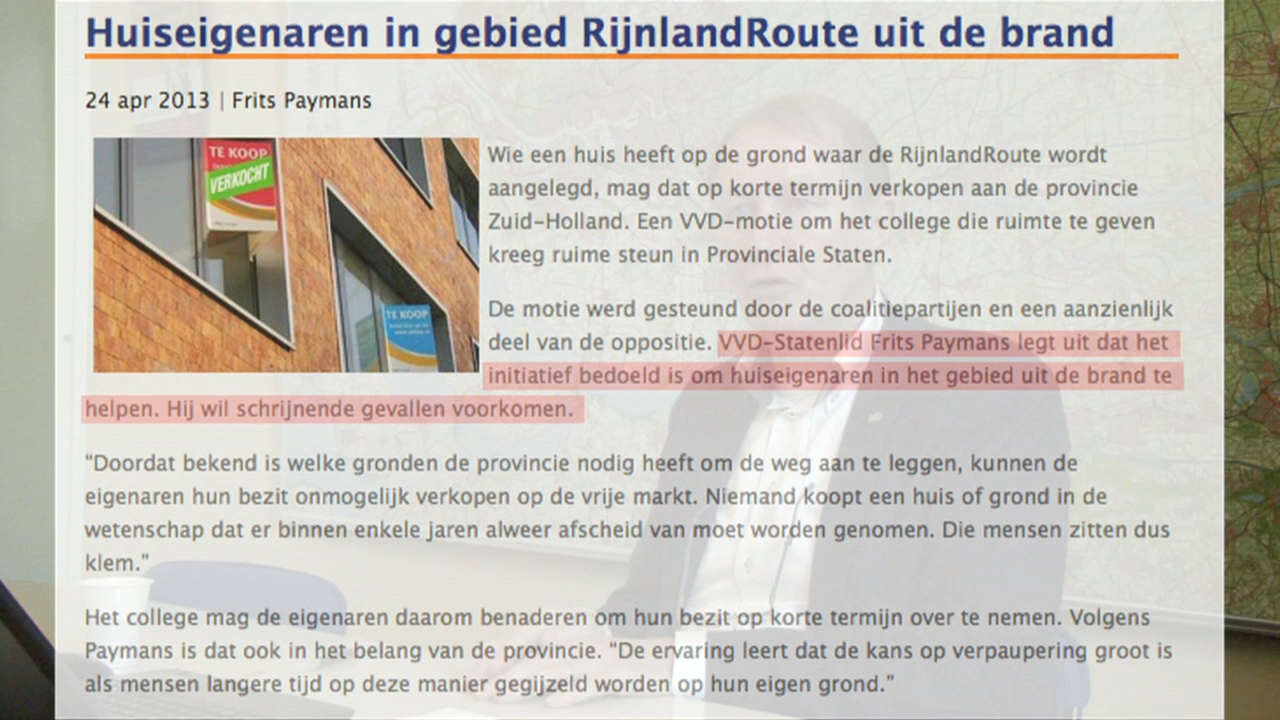 Huiseigenaren in gebied RijnlandRoute uit de brand
24 apr 2013 | Frits Paymans
TE KOOP
VERKOCHT
TE KOOP
Wie een huis heeft op de grond waar de RijnlandRoute wordt
aangelegd, mag dat op korte termijn verkopen aan de provincie
Zuid-Holland. Een VVD-motie om het college die ruimte te geven
kreeg ruime steun in Provinciale Staten.
De motie werd gesteund door de coalitiepartijen en een aanzienlijk
deel van de oppositie. VVD-Statenlid Frits Paymans legt uit dat het
initiatief bedoeld is om huiseigenaren in het gebied uit de brand te
helpen. Hij wil schrijnende gevallen voorkomen.
“Doordat bekend is welke gronden de provincie nodig heeft om de weg aan te leggen, kunnen de
eigenaren hun bezit onmogelijk verkopen op de vrije markt. Niemand koopt een huis of grond in de
wetenschap dat er binnen enkele jaren alweer afscheid van moet worden genomen. Die mensen zitten dus
klem.”
Het college mag de eigenaren daarom benaderen om hun bezit op korte termijn over te nemen. Volgens
Paymans is dat ook in het belang van de provincie. “De ervaring leert dat de kans op verpaupering groot is
als mensen langere tijd op deze manier gegijzeld worden op hun eigen grond.”